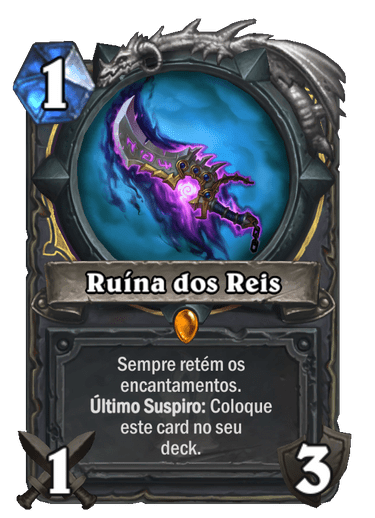 1
Ruína dos Reis
Sempre retém os
encantamentos.
Último Suspiro: Coloque
este card no seu
deck.
1
3